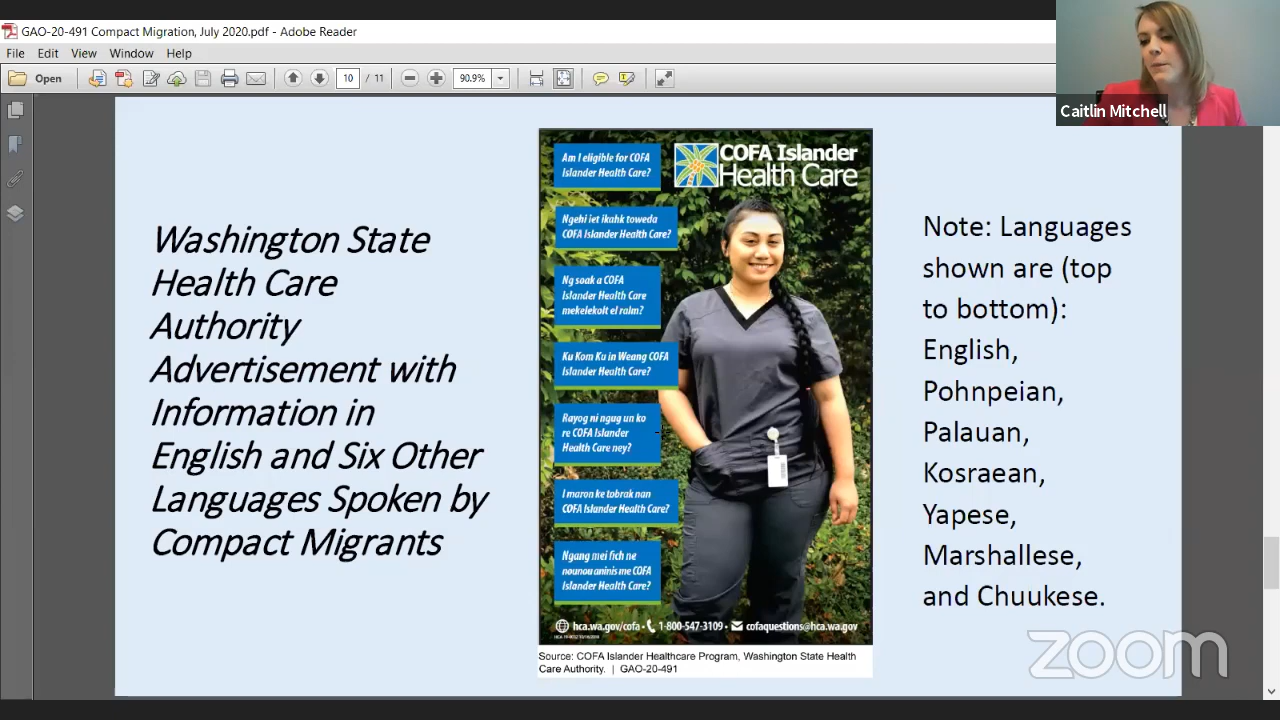 GAO-20-491 Compact Migration, July 2020.pdf - Adobe Reader
File Edit View Window Help
Open 10 / 11 90.9%
Caitlin Mitchell
Washington State
Health Care
Authority
Advertisement with
Information in
English and Six Other
Languages Spoken by
Compact Migrants
COFA Islander
Health Care
Am I eligible for COFA
Islander Health Care?
Ngehi iet ikahk toweda
COFA Islander Health Care?
Ng soak a COFA
Islander Health Care
mekelekolt el ralm?
Ku Kom Ku in Weang COFA
Islander Health Care?
Rayog ni ngug un ko
re COFA Islander
Health Care ney?
I maron ke tobrak nan
COFA Islander Health Care?
Ngang mei fich ne
nounou aninis me COFA
Islander Health Care?
hca.wa.gov/cofa • 1-800-547-3109 • cofaquestions@hca.wa.gov
Source: COFA Islander Healthcare Program, Washington State Health
Care Authority. | GAO-20-491
Note: Languages
shown are (top
to bottom):
English,
Pohnpeian,
Palauan,
Kosraean,
Yapese,
Marshallese,
and Chuukese.
zoom